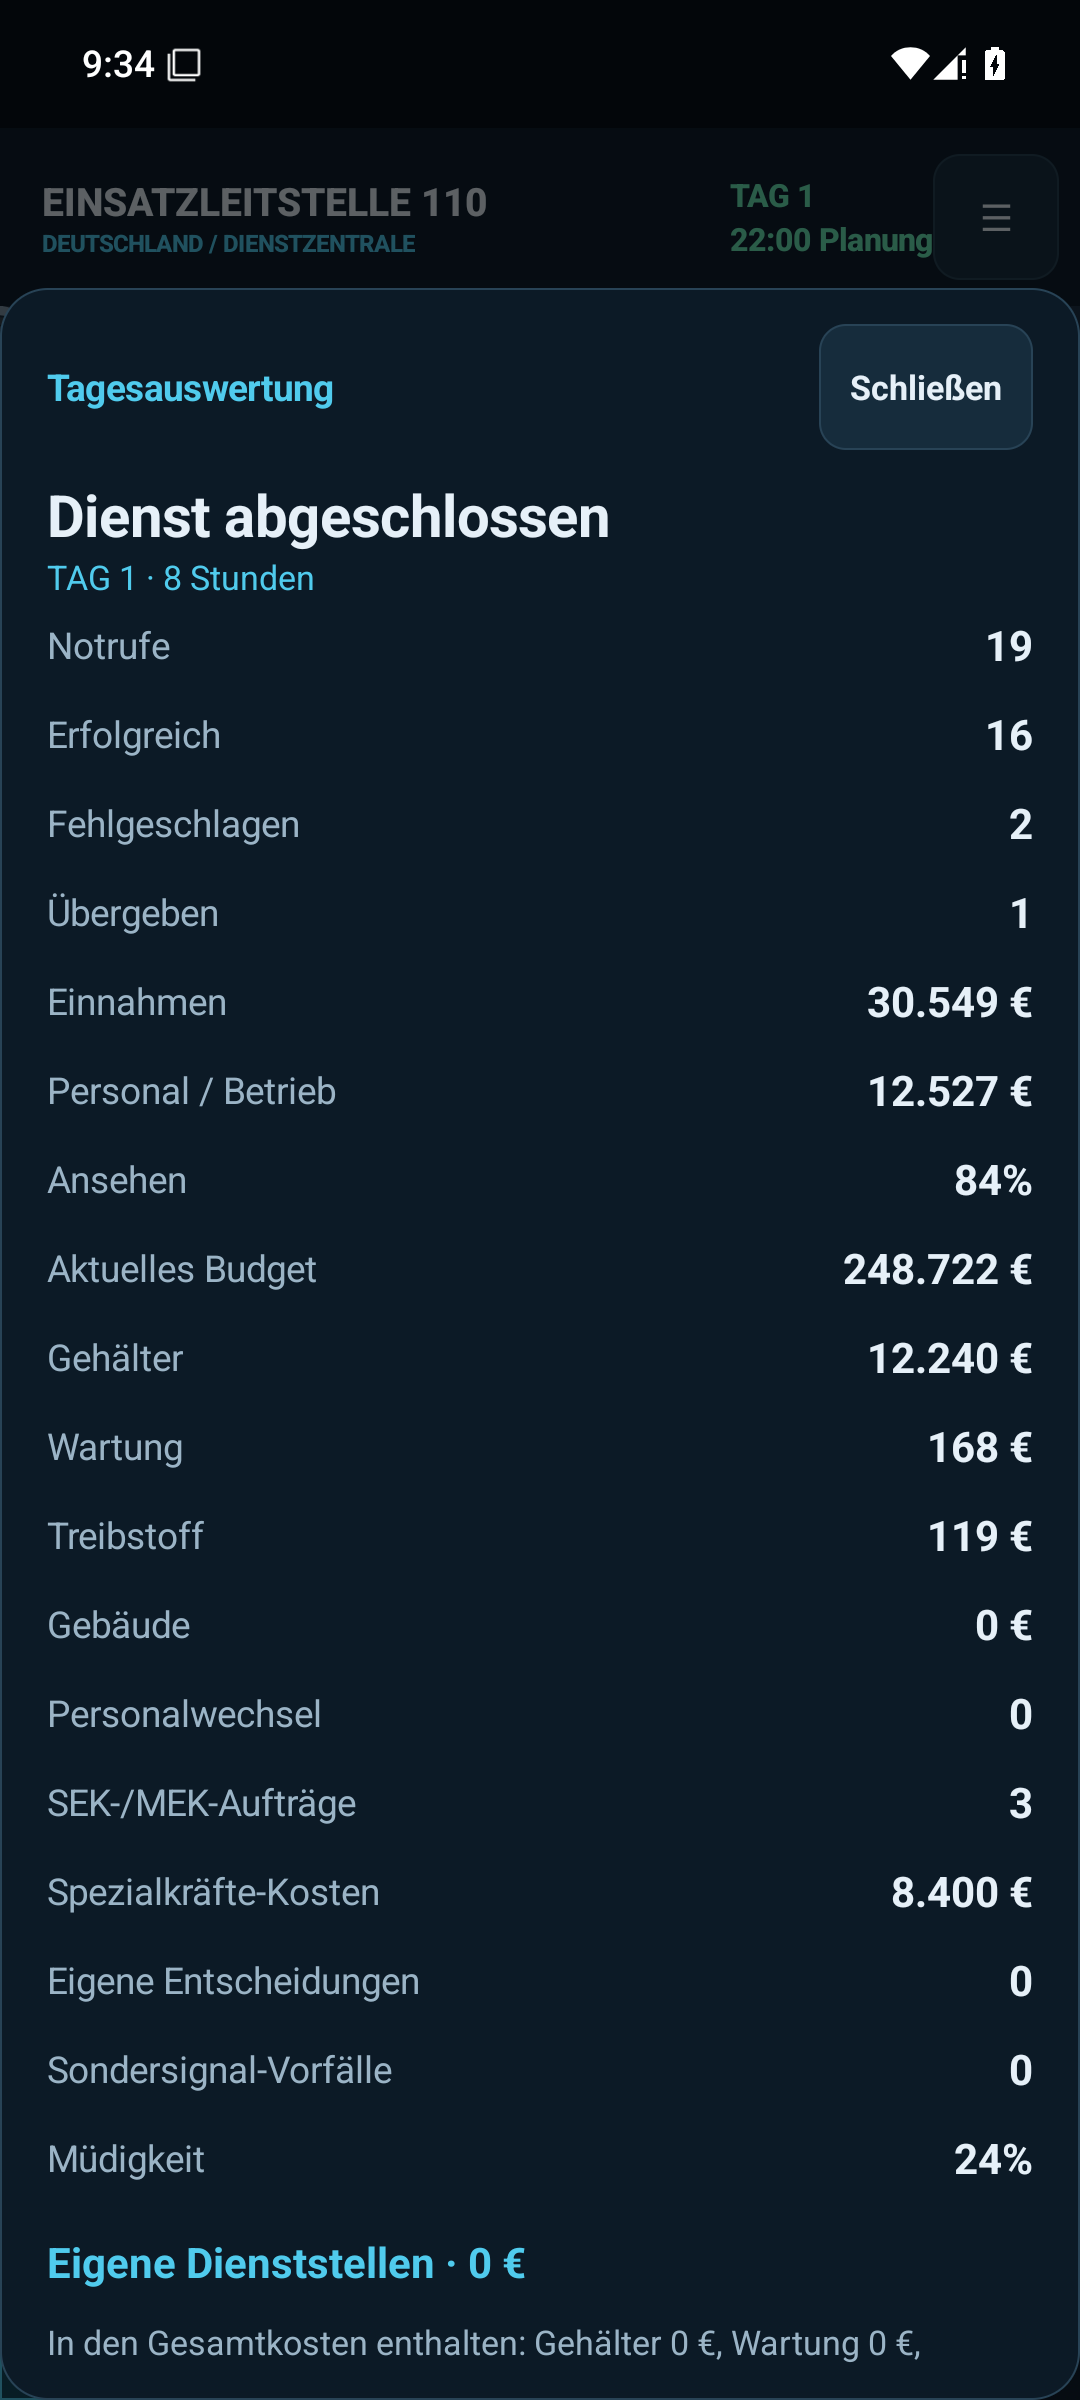 9:34
EINSATZLEITSTELLE 110
DEUTSCHLAND / DIENSTZENTRALE
TAG 1
22:00 Planung
Tagesauswertung
Schließen
Dienst abgeschlossen
TAG 1 · 8 Stunden
Notrufe 19
Erfolgreich 16
Fehlgeschlagen 2
Übergeben 1
Einnahmen 30.549 €
Personal / Betrieb 12.527 €
Ansehen 84%
Aktuelles Budget 248.722 €
Gehälter 12.240 €
Wartung 168 €
Treibstoff 119 €
Gebäude 0 €
Personalwechsel 0
SEK-/MEK-Aufträge 3
Spezialkräfte-Kosten 8.400 €
Eigene Entscheidungen 0
Sondersignal-Vorfälle 0
Müdigkeit 24%
Eigene Dienststellen · 0 €
In den Gesamtkosten enthalten: Gehälter 0 €, Wartung 0 €,